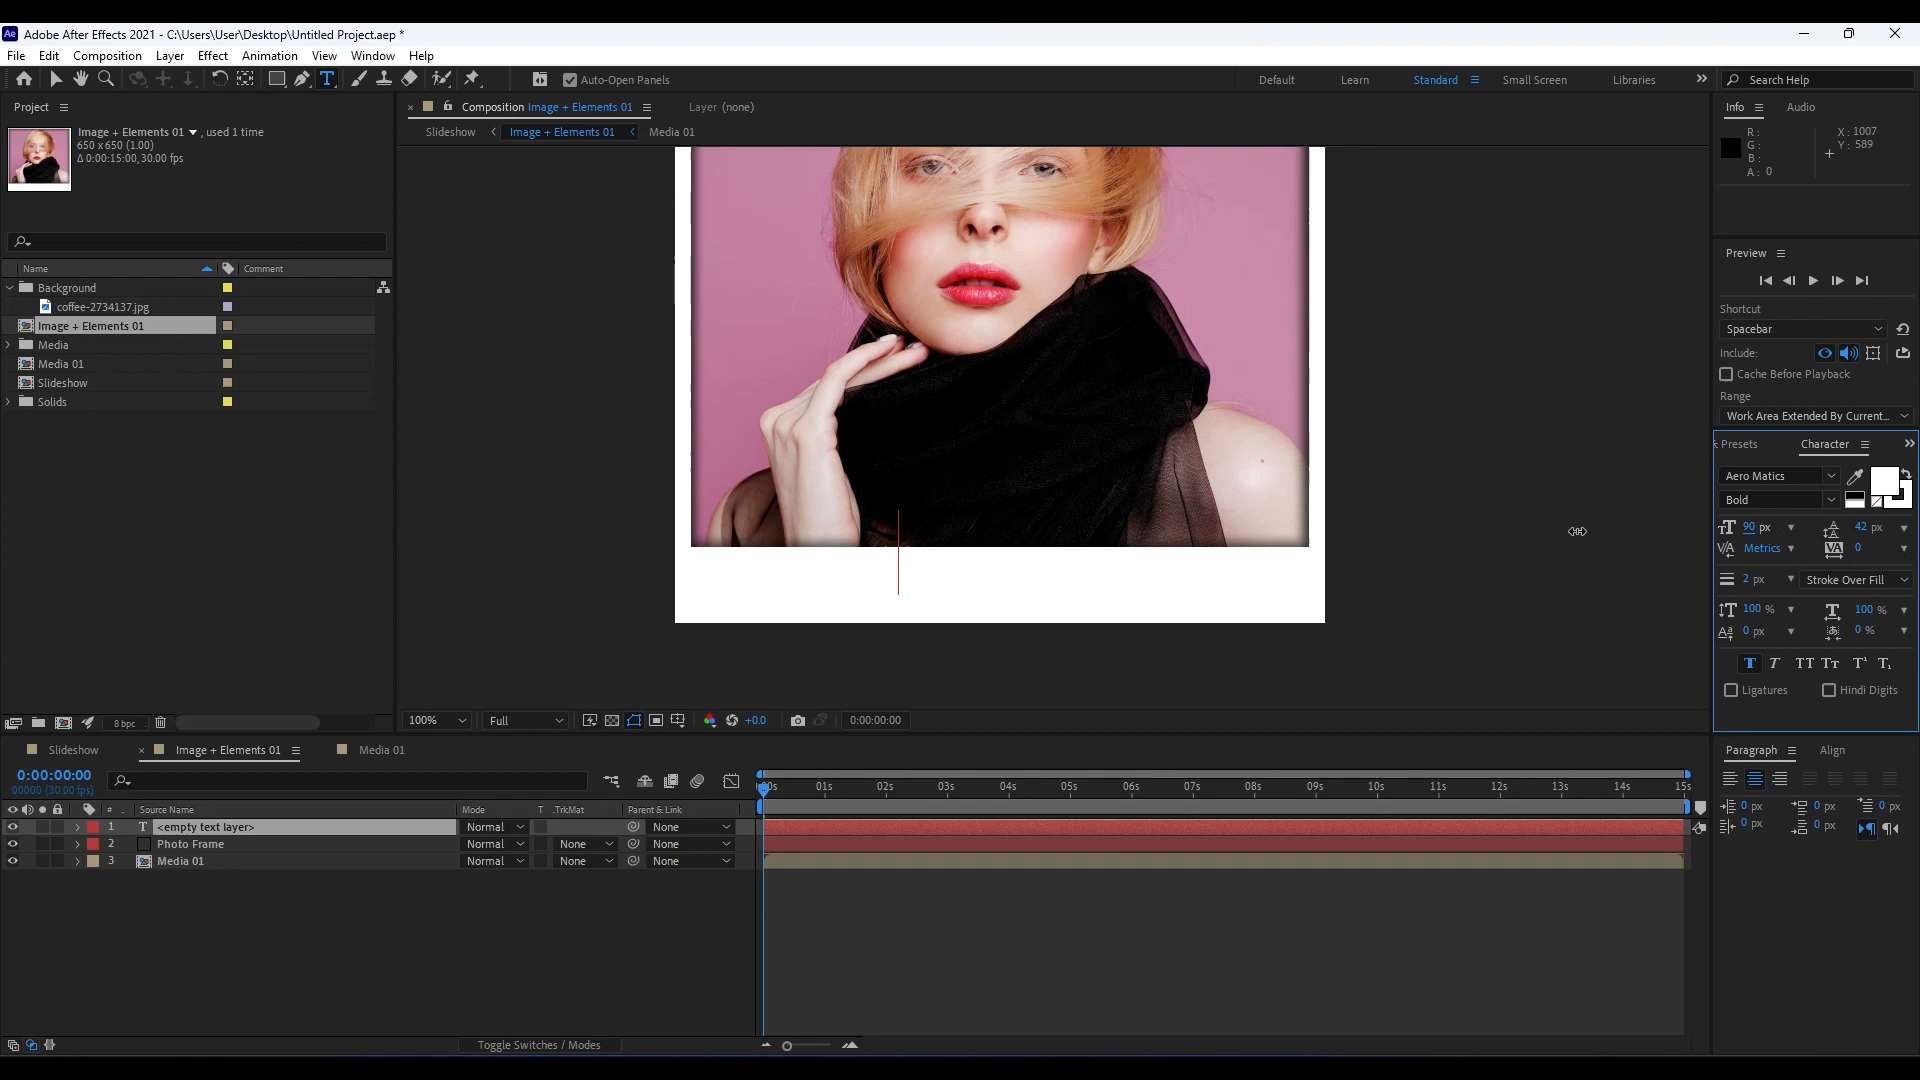 Adobe After Effects 2021 - C:\Users\User\Desktop\Untitled Project.aep *
File Edit Composition Layer Effect Animation View Window Help
Auto-Open Panels
Default Learn Standard Small Screen Libraries
Search Help
Project
Image + Elements 01 , used 1 time
650 x 650 (1.00)
Δ 0:00:15:00, 30.00 fps
Name Comment
Background
coffee-2734137.jpg
Image + Elements 01
Media
Media 01
Slideshow
Solids
8 bpc
Composition Image + Elements 01 Layer (none)
Slideshow Image + Elements 01 Media 01
100% Full +0.0 0:00:00:00
Info Audio
R :
G :
B :
A : 0
X : 1007
Y : 589
Preview
Shortcut
Spacebar
Include:
Cache Before Playback
Range
Work Area Extended By Current...
Presets Character
Aero Matics
Bold
90 px 42 px
Metrics 0
2 px Stroke Over Fill
100 % 100 %
0 px 0 %
Ligatures Hindi Digits
Slideshow Image + Elements 01 Media 01
0:00:00:00
00000 (30.00 fps)
# Source Name Mode T .TrkMat Parent & Link
1 T <empty text layer> Normal None
2 Photo Frame Normal None None
3 Media 01 Normal None None
Toggle Switches / Modes
00s 01s 02s 03s 04s 05s 06s 07s 08s 09s 10s 11s 12s 13s 14s 15s
Paragraph Align
0 px 0 px 0 px
0 px 0 px